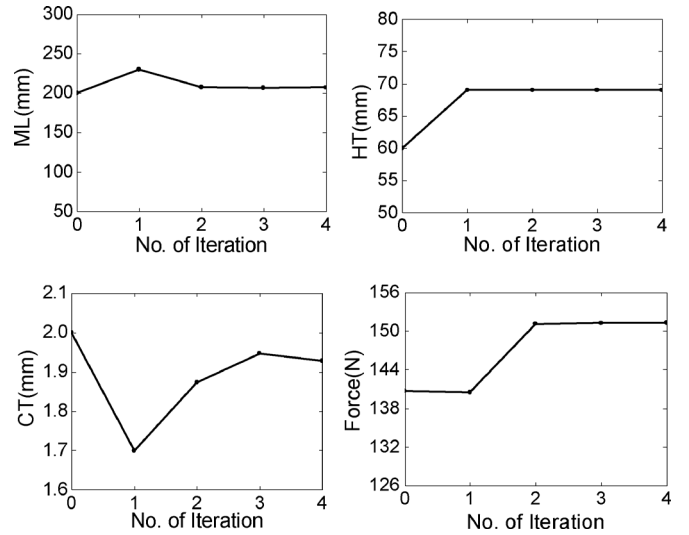 300
250
200
150
100
50
ML(mm)
0 1 2 3 4
No. of Iteration
80
75
70
65
60
55
50
HT(mm)
0 1 2 3 4
No. of Iteration
2.1
2.0
1.9
1.8
1.7
1.6
CT(mm)
0 1 2 3 4
No. of Iteration
156
150
144
138
132
126
Force(N)
0 1 2 3 4
No. of Iteration